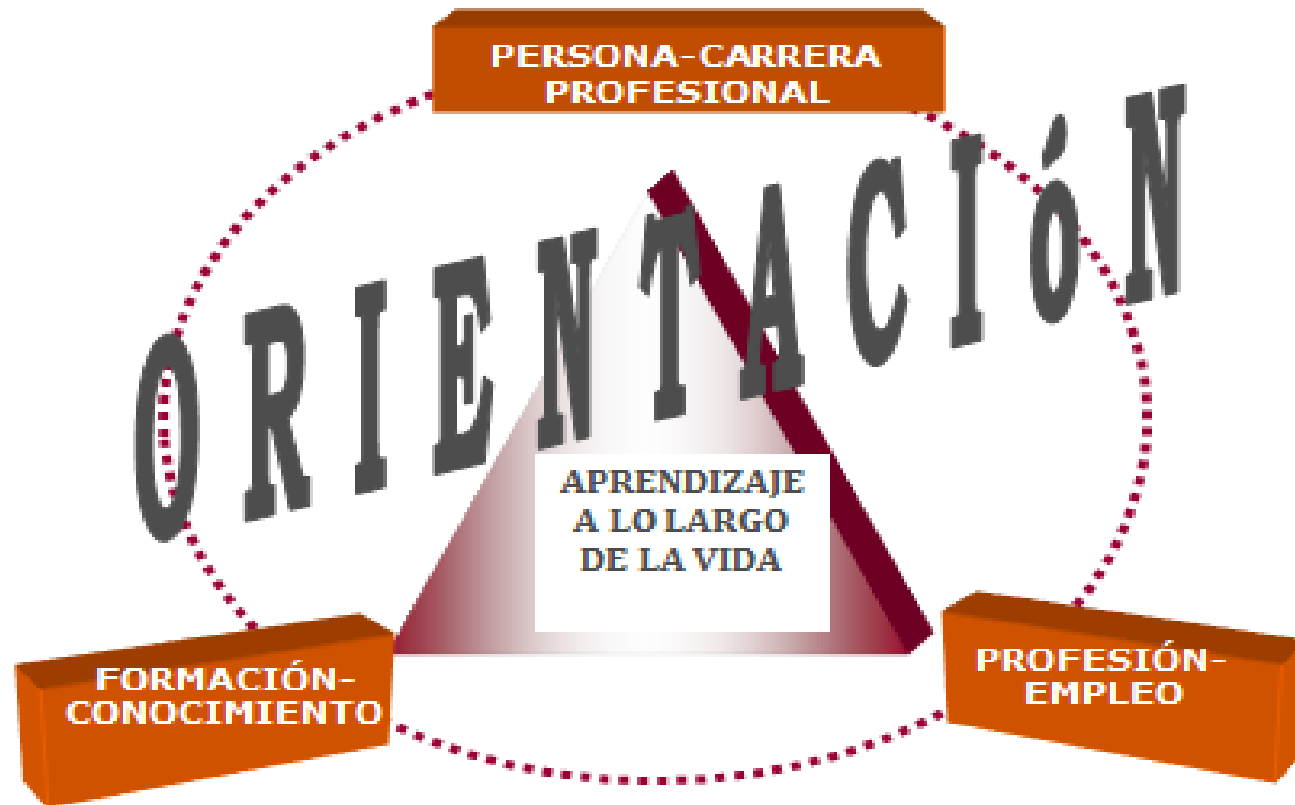 PERSONA-CARRERA
PROFESIONAL
ORIENTACIóN
APRENDIZAJE
A LO LARGO
DE LA VIDA
FORMACIÓN-
CONOCIMIENTO
PROFESIÓN-
EMPLEO